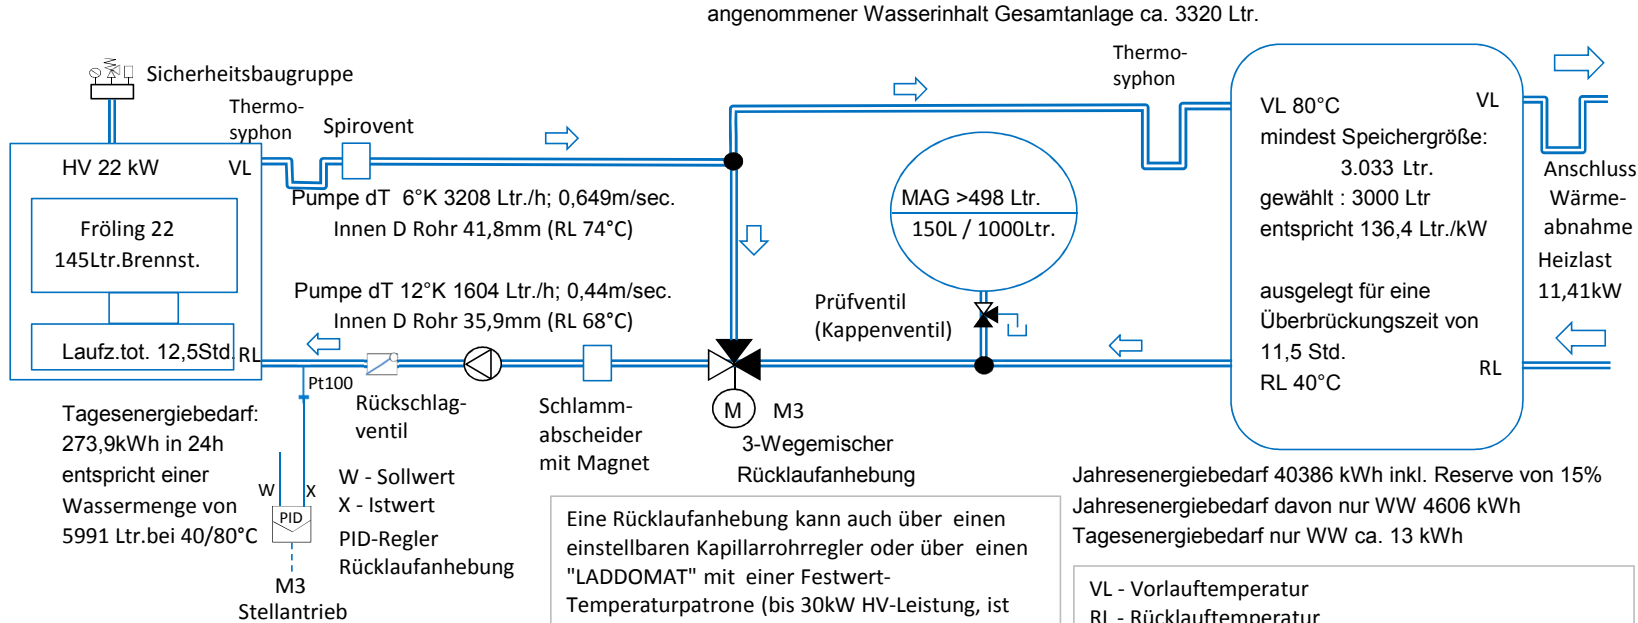 angenommener Wasserinhalt Gesamtanlage ca. 3320 Ltr.
Sicherheitsbaugruppe
Thermo-
syphon
Spirovent
HV 22 kW
VL
Fröling 22
145Ltr.Brennst.
Laufz.tot. 12,5Std.
RL
Pumpe dT 6°K 3208 Ltr./h; 0,649m/sec.
Innen D Rohr 41,8mm (RL 74°C)
Pumpe dT 12°K 1604 Ltr./h; 0,44m/sec.
Innen D Rohr 35,9mm (RL 68°C)
Thermo-
syphon
MAG >498 Ltr.
150L / 1000Ltr.
Prüfventil
(Kappenventil)
VL 80°C
VL
mindest Speichergröße:
3.033 Ltr.
gewählt : 3000 Ltr
entspricht 136,4 Ltr./kW
ausgelegt für eine
Überbrückungszeit von
11,5 Std.
RL 40°C
RL
Anschluss
Wärme-
abnahme
Heizlast
11,41kW
Pt100
Rückschlag-
ventil
Schlamm-
abscheider
mit Magnet
M
M3
3-Wegemischer
Rücklaufanhebung
Tagesenergiebedarf:
273,9kWh in 24h
entspricht einer
Wassermenge von
5991 Ltr.bei 40/80°C
W
X
PID
M3
Stellantrieb
W - Sollwert
X - Istwert
PID-Regler
Rücklaufanhebung
Eine Rücklaufanhebung kann auch über einen
einstellbaren Kapillarrohrregler oder über einen
"LADDOMAT" mit einer Festwert-
Temperaturpatrone (bis 30kW HV-Leistung, ist
Jahresenergiebedarf 40386 kWh inkl. Reserve von 15%
Jahresenergiebedarf davon nur WW 4606 kWh
Tagesenergiebedarf nur WW ca. 13 kWh
VL - Vorlauftemperatur
RL - Rücklauftemperatur